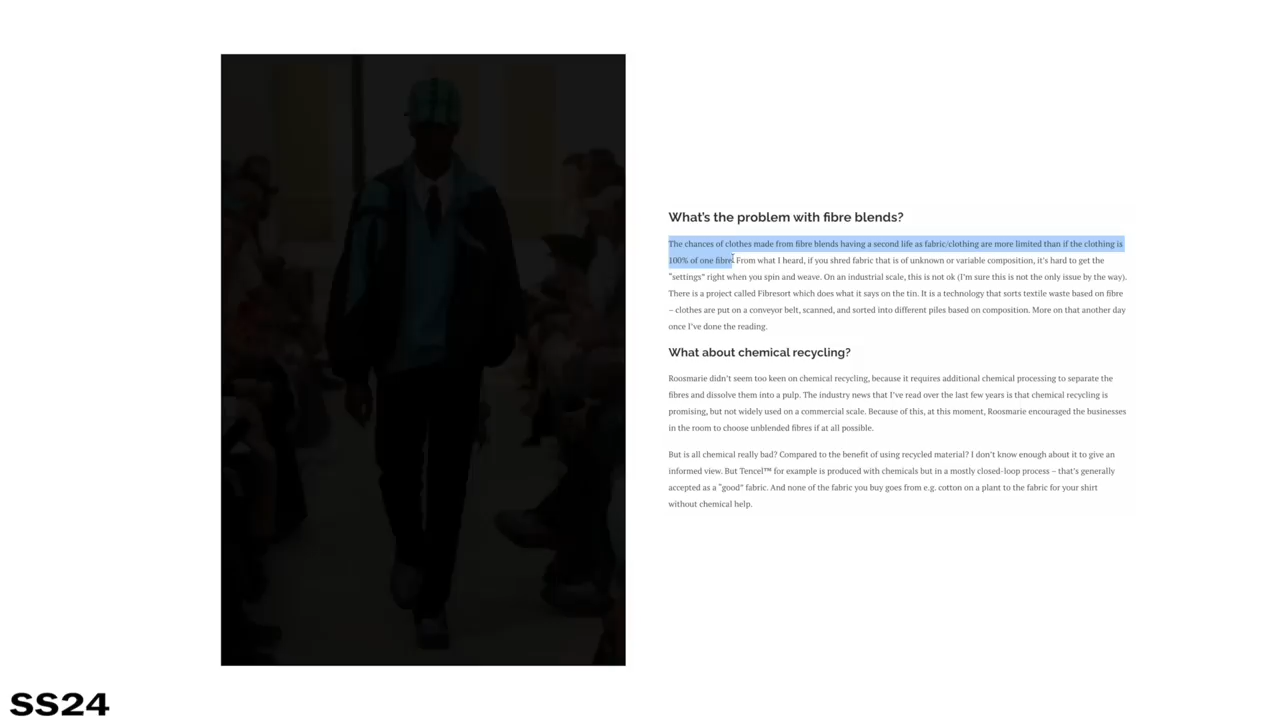 What's the problem with fibre blends?
The chances of clothes made from fibre blends having a second life as fabric/clothing are more limited than if the clothing is
100% of one fibre. From what I heard, if you shred fabric that is of unknown or variable composition, it's hard to get the
"settings" right when you spin and weave. On an industrial scale, this is not ok (I'm sure this is not the only issue by the way).
There is a project called Fibresort which does what it says on the tin. It is a technology that sorts textile waste based on fibre
– clothes are put on a conveyor belt, scanned, and sorted into different piles based on composition. More on that another day
once I've done the reading.
What about chemical recycling?
Roosmarie didn't seem too keen on chemical recycling, because it requires additional chemical processing to separate the
fibres and dissolve them into a pulp. The industry news that I've read over the last few years is that chemical recycling is
promising, but not widely used on a commercial scale. Because of this, at this moment, Roosmarie encouraged the businesses
in the room to choose unblended fibres if at all possible.
But is all chemical really bad? Compared to the benefit of using recycled material? I don't know enough about it to give an
informed view. But Tencel™ for example is produced with chemicals but in a mostly closed-loop process – that's generally
accepted as a "good" fabric. And none of the fabric you buy goes from e.g. cotton on a plant to the fabric for your shirt
without chemical help.
SS24